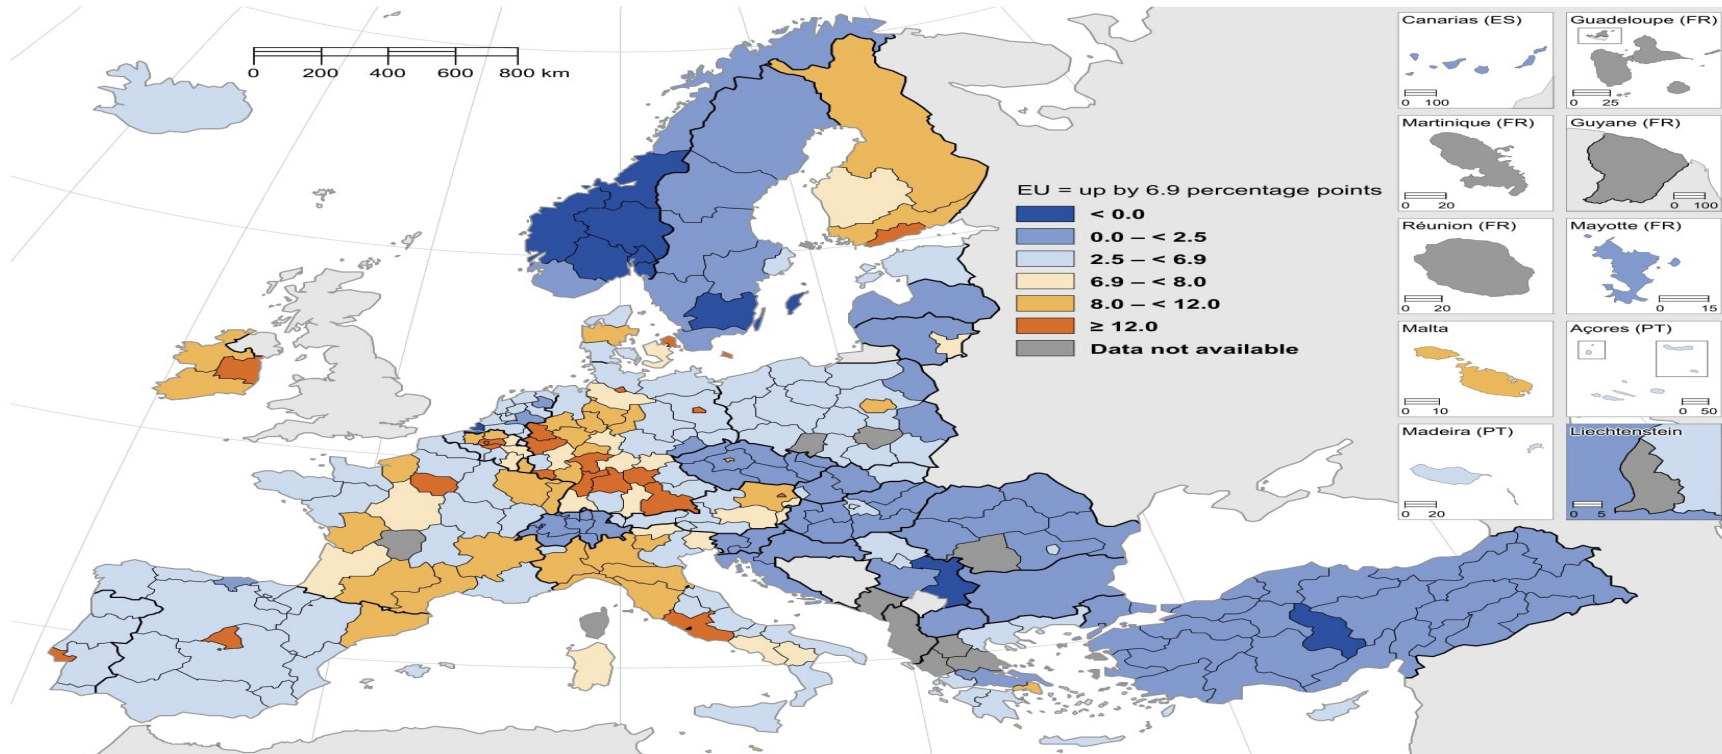 0 200 400 600 800 km
EU = up by 6.9 percentage points
< 0.0
0.0 – < 2.5
2.5 – < 6.9
6.9 – < 8.0
8.0 – < 12.0
≥ 12.0
Data not available
Canarias (ES)
0 100
Guadeloupe (FR)
0 25
Martinique (FR)
0 20
Guyane (FR)
0 100
Réunion (FR)
0 20
Mayotte (FR)
0 15
Malta
0 10
Açores (PT)
0 50
Madeira (PT)
0 20
Liechtenstein
0 5